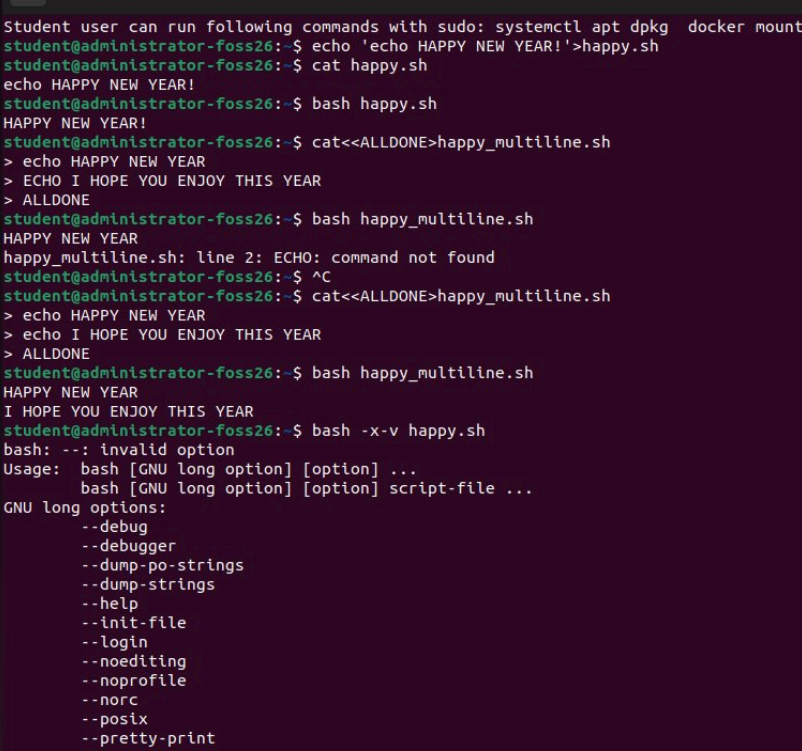 Student user can run following commands with sudo: systemctl apt dpkg  docker mount
student@administrator-foss26:~$ echo 'echo HAPPY NEW YEAR!'>happy.sh
student@administrator-foss26:~$ cat happy.sh
echo HAPPY NEW YEAR!
student@administrator-foss26:~$ bash happy.sh
HAPPY NEW YEAR!
student@administrator-foss26:~$ cat<<ALLDONE>happy_multiline.sh
> echo HAPPY NEW YEAR
> ECHO I HOPE YOU ENJOY THIS YEAR
> ALLDONE
student@administrator-foss26:~$ bash happy_multiline.sh
HAPPY NEW YEAR
happy_multiline.sh: line 2: ECHO: command not found
student@administrator-foss26:~$ ^C
student@administrator-foss26:~$ cat<<ALLDONE>happy_multiline.sh
> echo HAPPY NEW YEAR
> echo I HOPE YOU ENJOY THIS YEAR
> ALLDONE
student@administrator-foss26:~$ bash happy_multiline.sh
HAPPY NEW YEAR
I HOPE YOU ENJOY THIS YEAR
student@administrator-foss26:~$ bash -x-v happy.sh
bash: --: invalid option
Usage:  bash [GNU long option] [option] ...
        bash [GNU long option] [option] script-file ...
GNU long options:
        --debug
        --debugger
        --dump-po-strings
        --dump-strings
        --help
        --init-file
        --login
        --noediting
        --noprofile
        --norc
        --posix
        --pretty-print